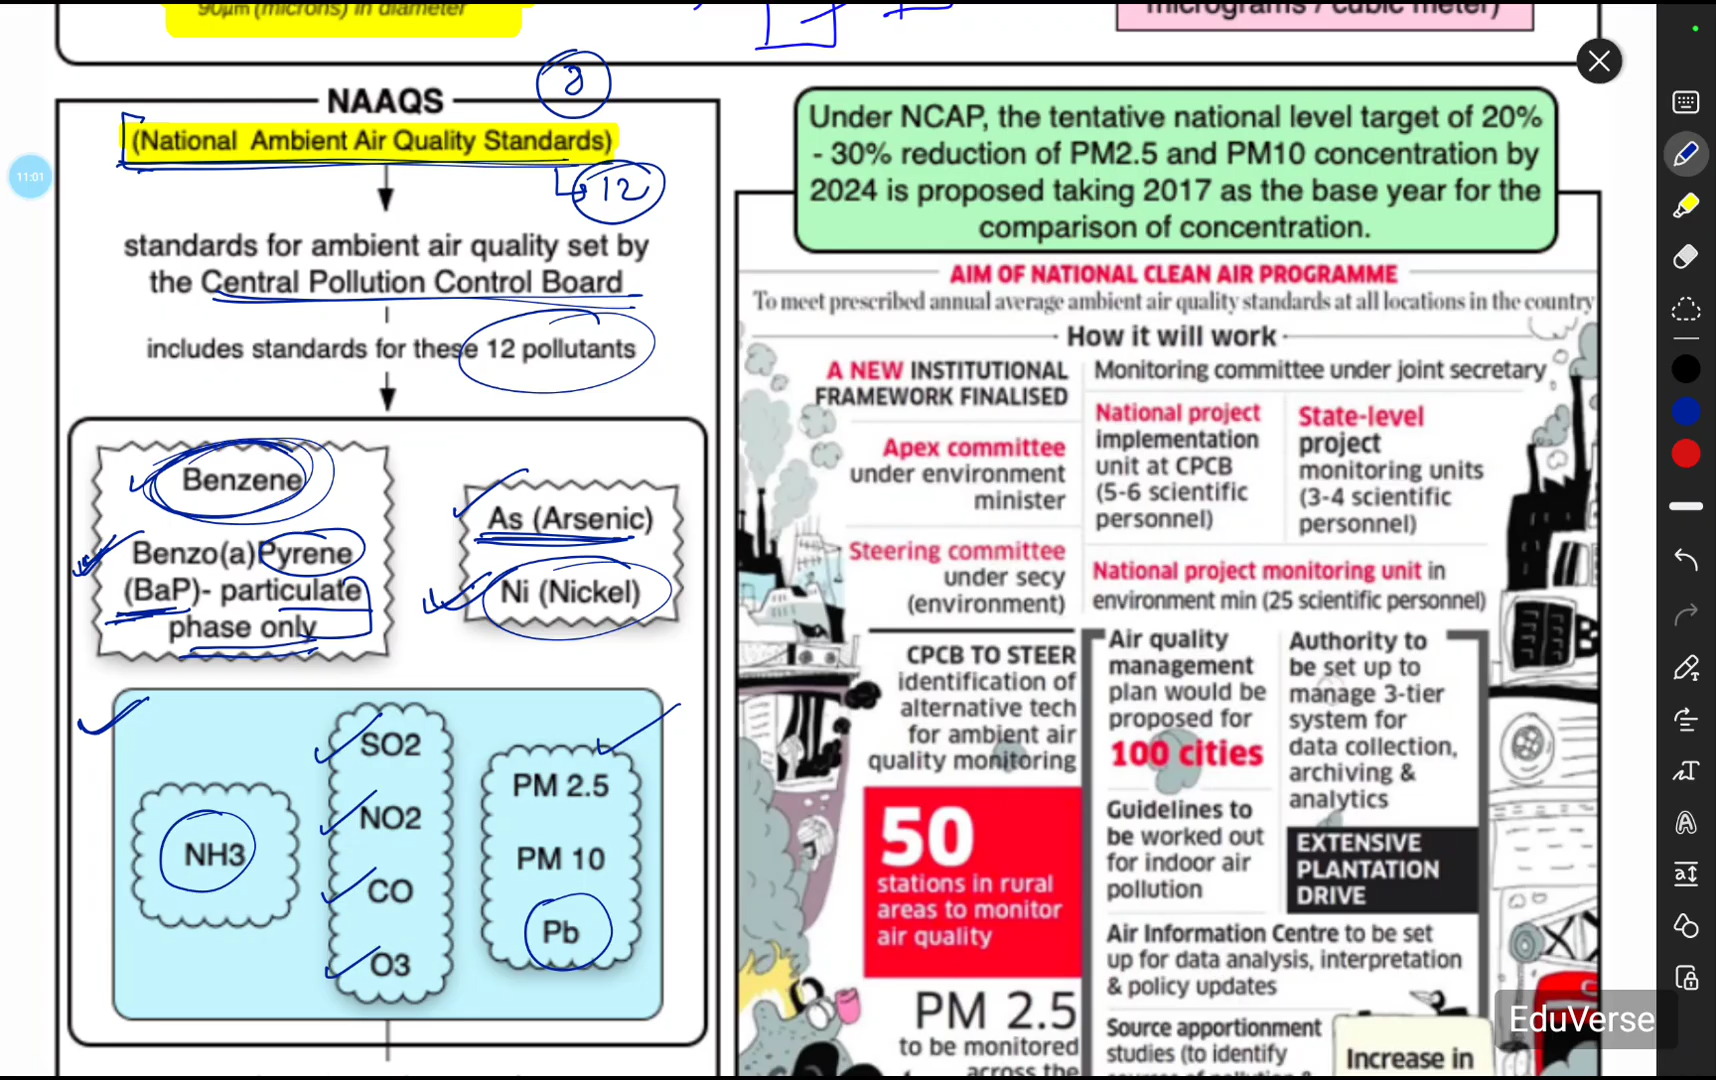 90µm (microns) in diameter
micrograms / cubic meter)
NAAQS
8
(National Ambient Air Quality Standards)
12
11:01
standards for ambient air quality set by
the Central Pollution Control Board
includes standards for these 12 pollutants
Benzene
Benzo(a)Pyrene
(BaP)- particulate
phase only
As (Arsenic)
Ni (Nickel)
NH3
SO2
NO2
CO
O3
PM 2.5
PM 10
Pb
Under NCAP, the tentative national level target of 20%
- 30% reduction of PM2.5 and PM10 concentration by
2024 is proposed taking 2017 as the base year for the
comparison of concentration.
AIM OF NATIONAL CLEAN AIR PROGRAMME
To meet prescribed annual average ambient air quality standards at all locations in the country
How it will work
A NEW INSTITUTIONAL
FRAMEWORK FINALISED
Apex committee
under environment
minister
Steering committee
under secy
(environment)
Monitoring committee under joint secretary
National project
implementation
unit at CPCB
(5-6 scientific
personnel)
State-level
project
monitoring units
(3-4 scientific
personnel)
National project monitoring unit in
environment min (25 scientific personnel)
CPCB TO STEER
identification of
alternative tech
for ambient air
quality monitoring
50
stations in rural
areas to monitor
air quality
PM 2.5
to be monitored
across the
Air quality
management
plan would be
proposed for
100 cities
Guidelines to
be worked out
for indoor air
pollution
Authority to
be set up to
manage 3-tier
system for
data collection,
archiving &
analytics
EXTENSIVE
PLANTATION
DRIVE
Air Information Centre to be set
up for data analysis, interpretation
& policy updates
Source apportionment
studies (to identify
Increase in
EduVerse